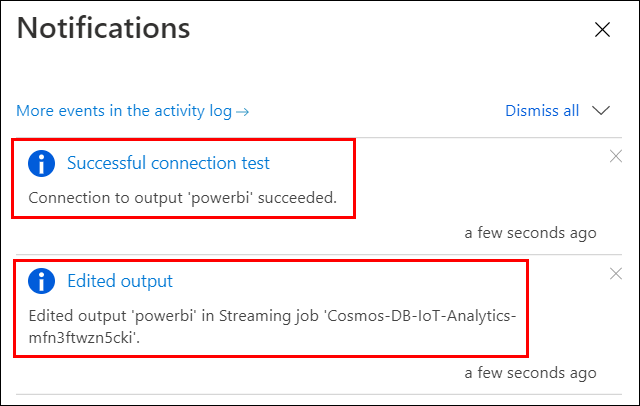 Notifications
More events in the activity log →
Dismiss all
Successful connection test
Connection to output 'powerbi' succeeded.
a few seconds ago
Edited output
Edited output 'powerbi' in Streaming job 'Cosmos-DB-IoT-Analytics-
mfn3ftwzn5cki'.
a few seconds ago